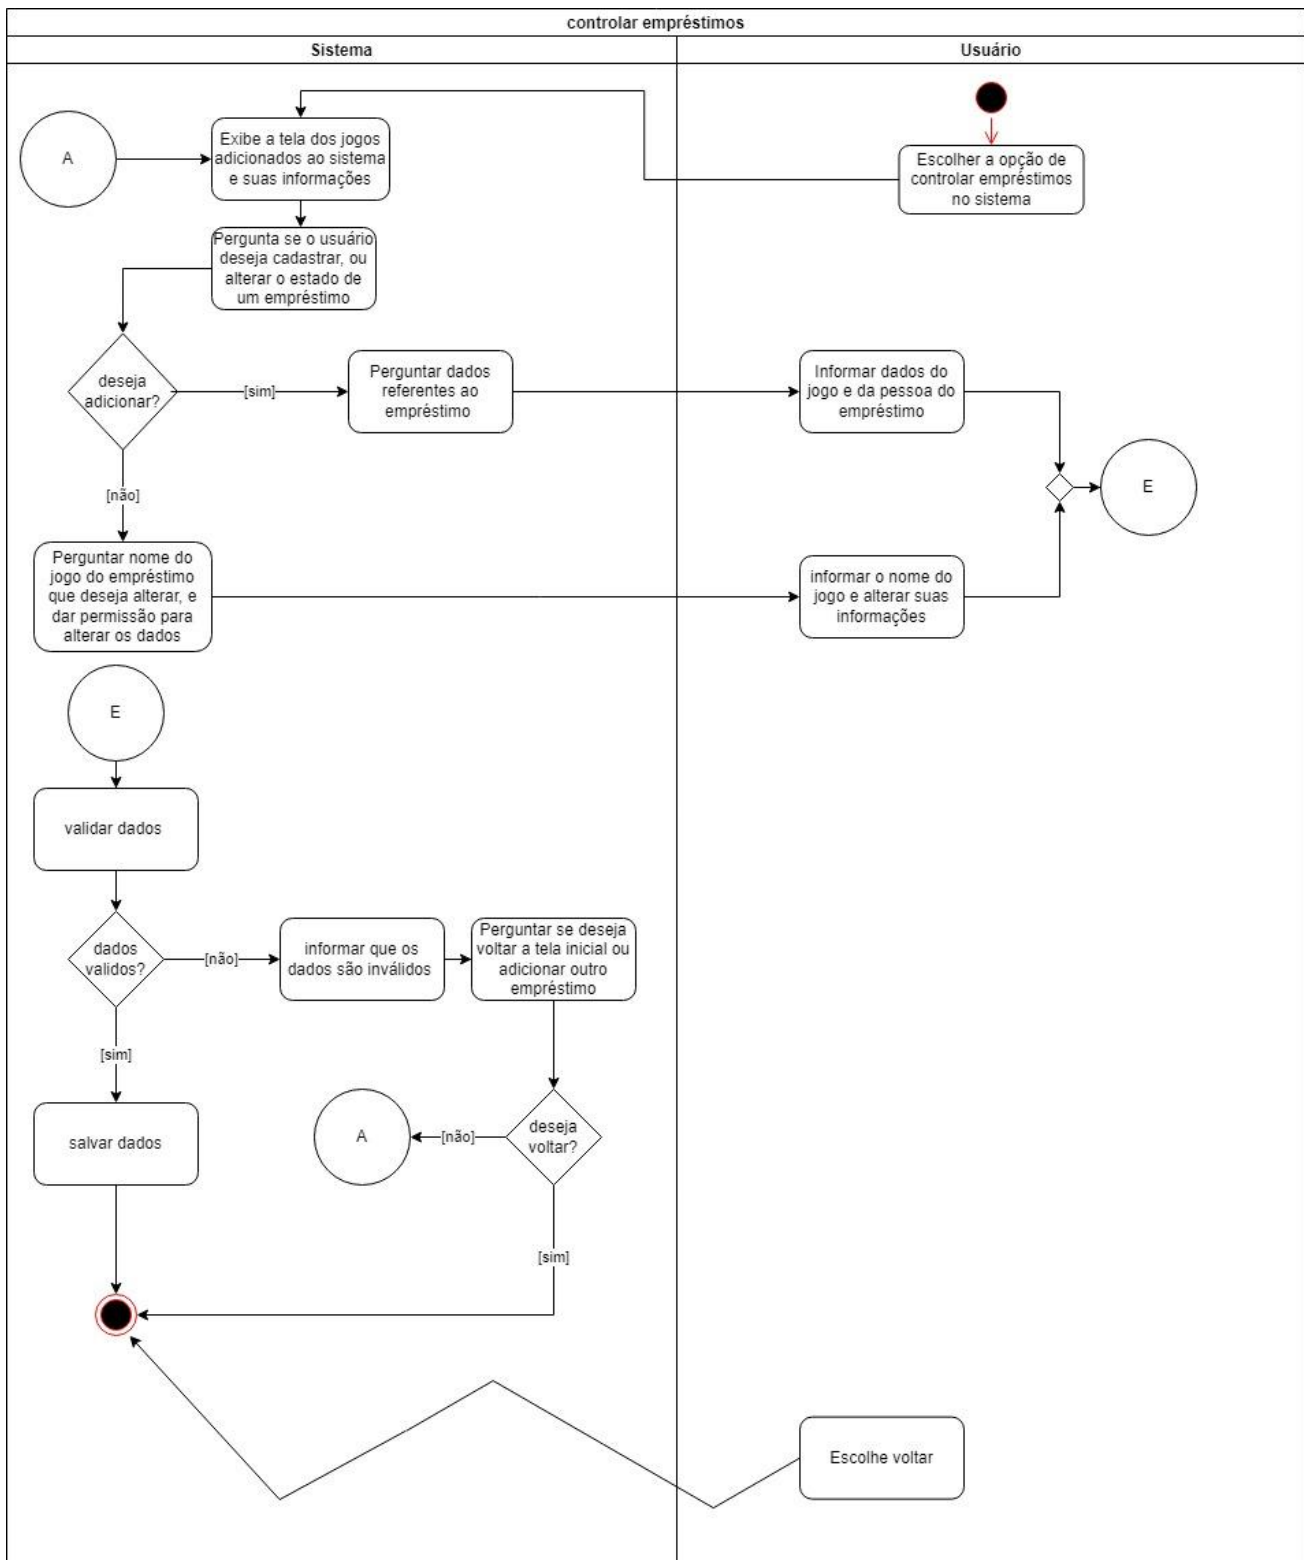 controlar empréstimos
Sistema
Usuário
A
Exibe a tela dos jogos
adicionados ao sistema
e suas informações
Escolher a opção de
controlar empréstimos
no sistema
Pergunta se o usuário
deseja cadastrar, ou
alterar o estado de
um empréstimo
deseja
adicionar?
[sim]
Perguntar dados
referentes ao
empréstimo
Informar dados do
jogo e da pessoa do
empréstimo
E
[não]
Perguntar nome do
jogo do empréstimo
que deseja alterar, e
dar permissão para
alterar os dados
informar o nome do
jogo e alterar suas
informações
E
validar dados
dados
validos?
[não]
informar que os
dados são inválidos
Perguntar se deseja
voltar a tela inicial ou
adicionar outro
empréstimo
[sim]
salvar dados
A
[não]
deseja
voltar?
[sim]
Escolhe voltar